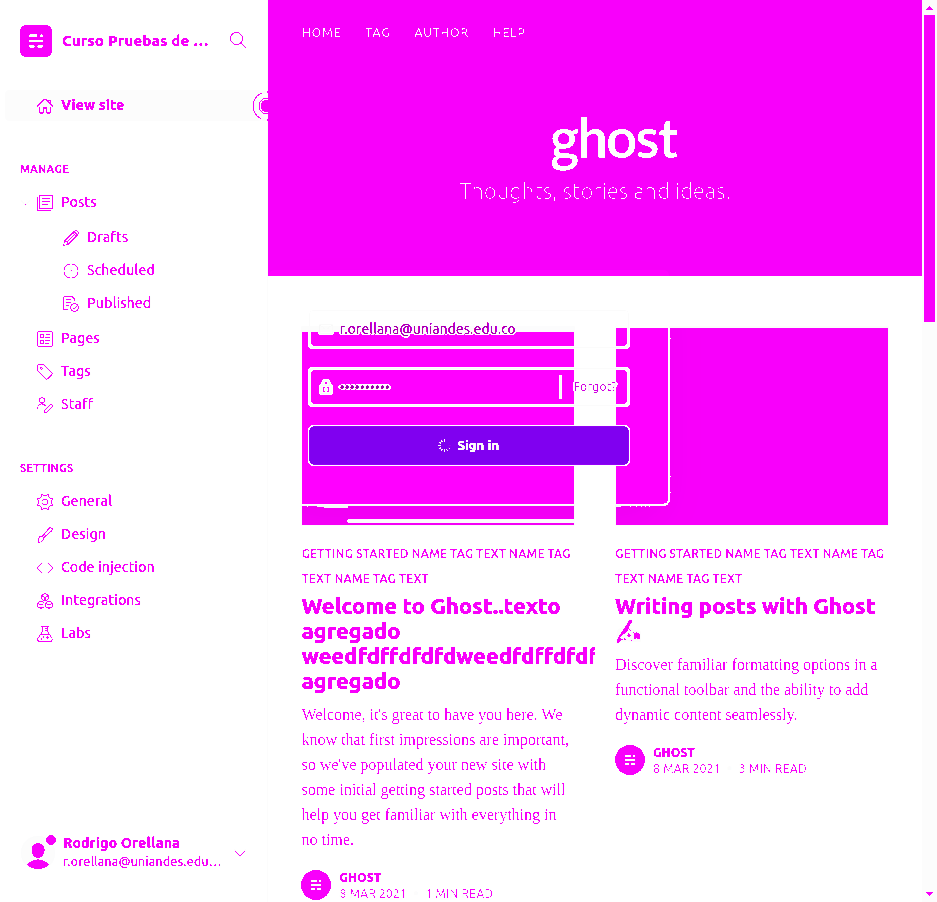 Curso Pruebas de ...
View site
MANAGE
Posts
Drafts
Scheduled
Published
Pages
Tags
Staff
SETTINGS
General
Design
Code injection
Integrations
Labs
Rodrigo Orellana
r.orellana@uniandes.edu...
HOME TAG AUTHOR HELP
ghost
Thoughts, stories and ideas.
r.orellana@uniandes.edu.co
Forgot?
Sign in
GETTING STARTED NAME TAG TEXT NAME TAG
TEXT NAME TAG TEXT
Welcome to Ghost..texto
agregado
weedfdffdfdfdweedfdffdfdf
agregado
Welcome, it's great to have you here. We
know that first impressions are important,
so we've populated your new site with
some initial getting started posts that will
help you get familiar with everything in
no time.
GHOST
8 MAR 2021 1 MIN READ
GETTING STARTED NAME TAG TEXT NAME TAG
TEXT NAME TAG TEXT
Writing posts with Ghost
Discover familiar formatting options in a
functional toolbar and the ability to add
dynamic content seamlessly.
GHOST
8 MAR 2021 3 MIN READ